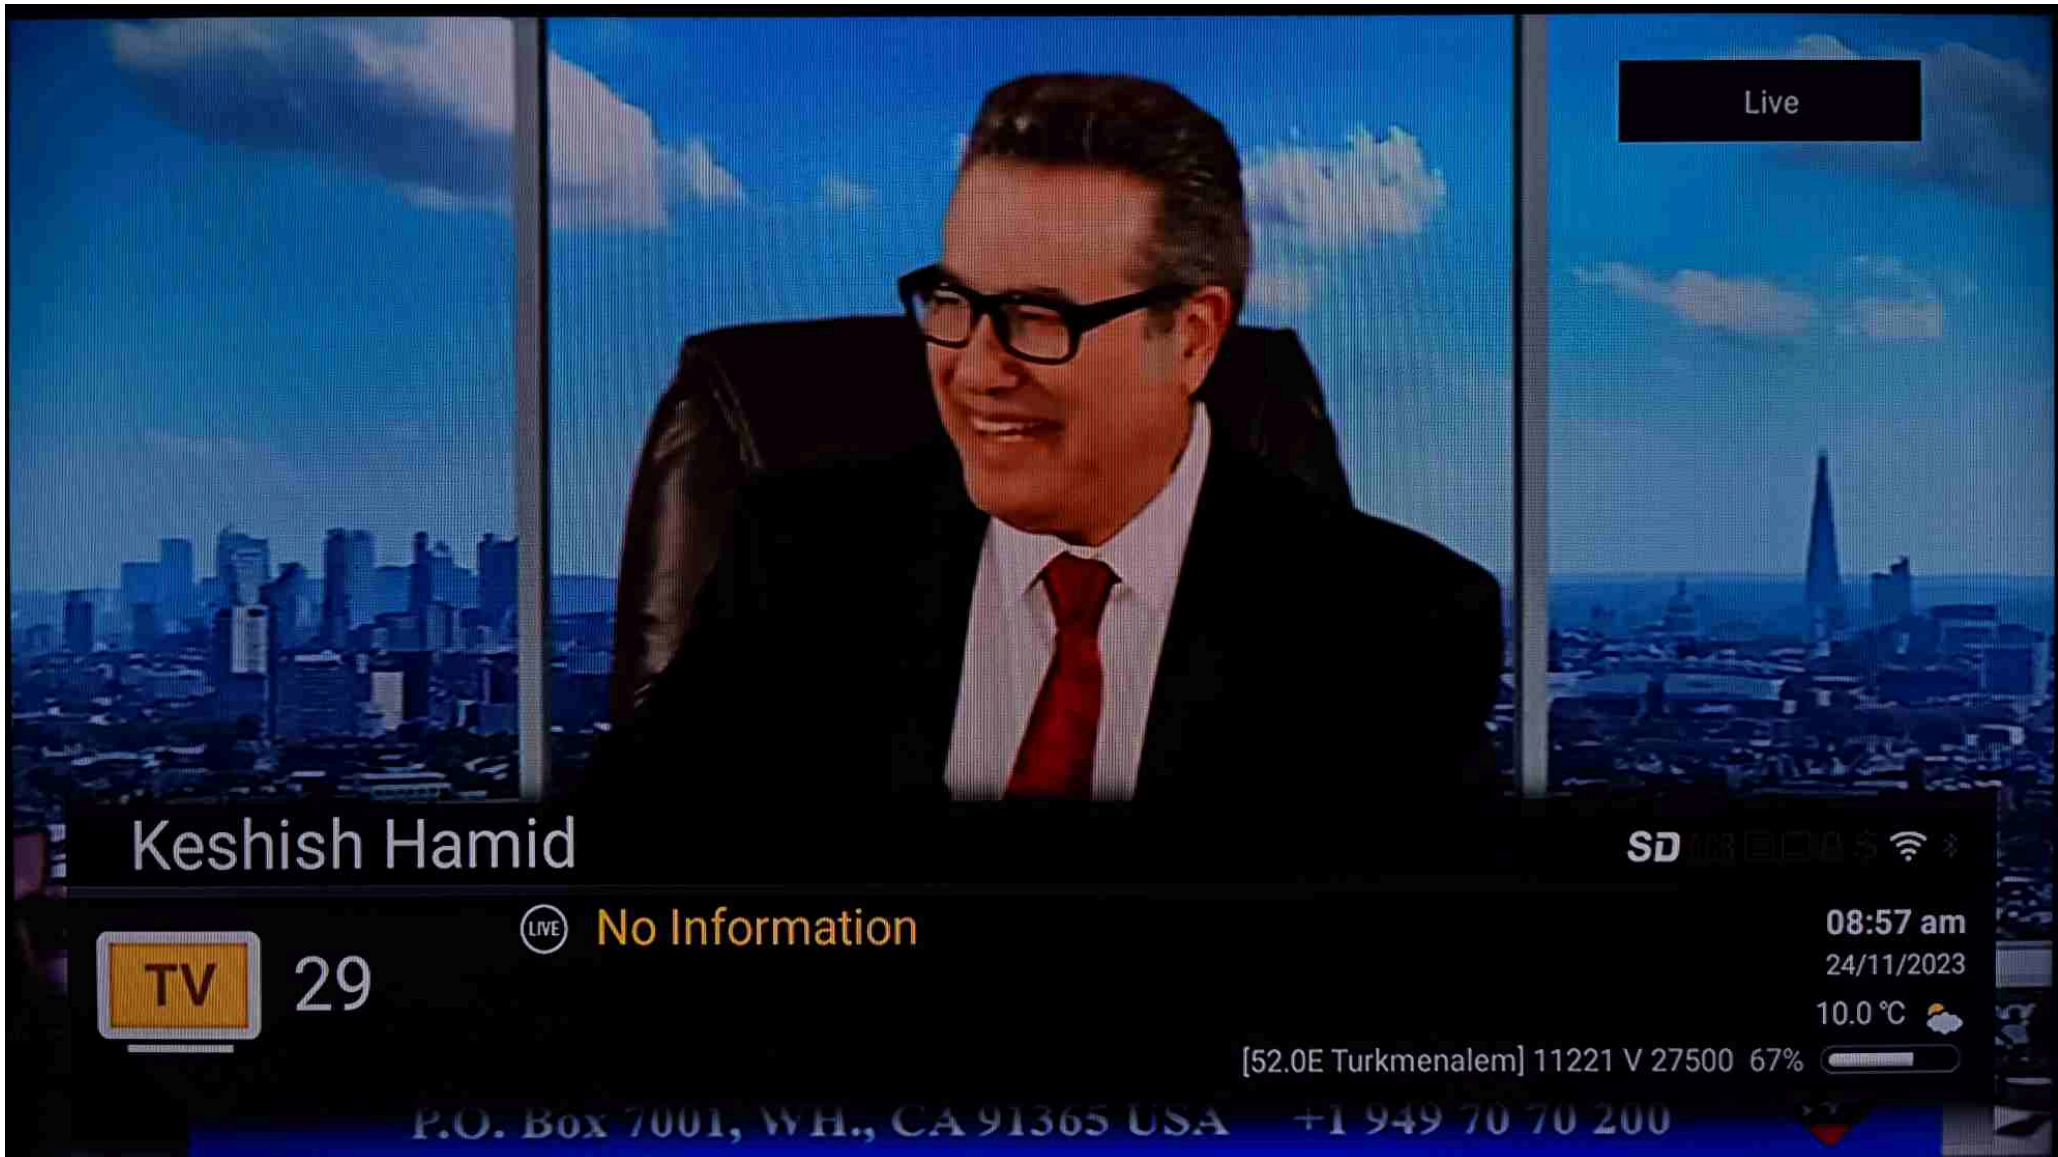 Live
Keshish Hamid
SD
LIVE No Information
TV 29
08:57 am
24/11/2023
10.0 °C
[52.0E Turkmenalem] 11221 V 27500 67%
P.O. Box 7001, WH., CA 91365 USA +1 949 70 70 200